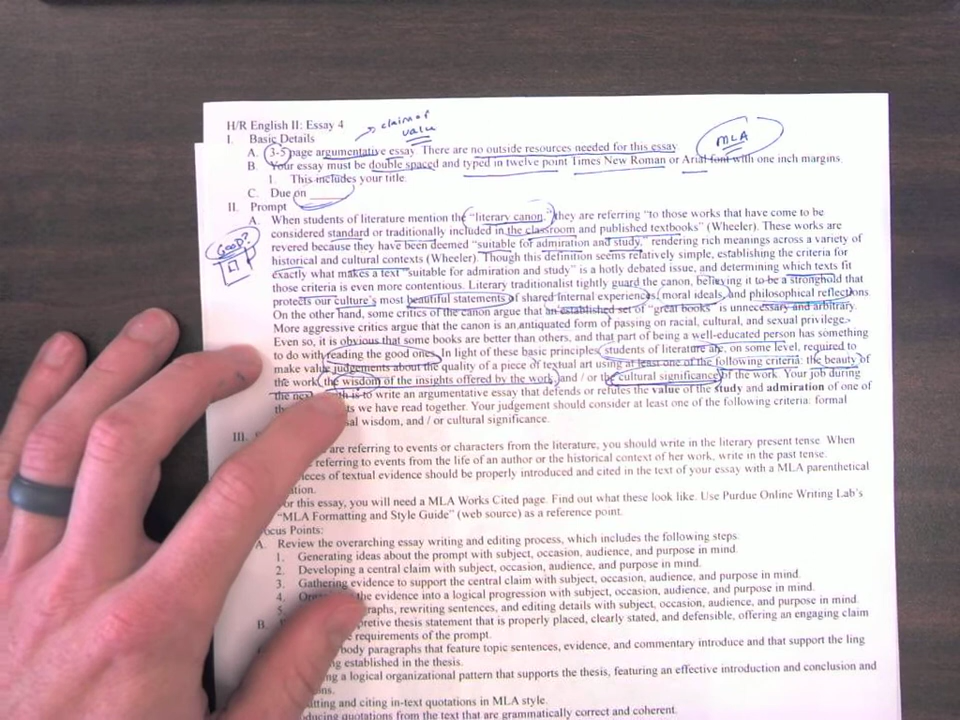 H/R English II: Essay 4
claim of
value
MLA
I. Basic Details
A. 3-5 page argumentative essay. There are no outside resources needed for this essay.
B. Your essay must be double spaced and typed in twelve point Times New Roman or Arial font with one inch margins.
1. This includes your title.
C. Due on
II. Prompt
A. When students of literature mention the "literary canon," they are referring "to those works that have come to be
considered standard or traditionally included in the classroom and published textbooks" (Wheeler). These works are
GOOD?
revered because they have been deemed "suitable for admiration and study," rendering rich meanings across a variety of
historical and cultural contexts (Wheeler). Though this definition seems relatively simple, establishing the criteria for
exactly what makes a text "suitable for admiration and study" is a hotly debated issue, and determining which texts fit
those criteria is even more contentious. Literary traditionalist tightly guard the canon, believing it to be a stronghold that
protects our culture's most beautiful statements of shared internal experiences, moral ideals, and philosophical reflections.
On the other hand, some critics of the canon argue that an established set of "great books" is unnecessary and arbitrary.
More aggressive critics argue that the canon is an antiquated form of passing on racial, cultural, and sexual privilege.
Even so, it is obvious that some books are better than others, and that part of being a well-educated person has something
to do with reading the good ones. In light of these basic principles, students of literature are, on some level, required to
make value judgements about the quality of a piece of textual art using at least one of the following criteria: the beauty of
the work, the wisdom of the insights offered by the work, and / or the cultural significance of the work. Your job during
the next is to write an argumentative essay that defends or refutes the value of the study and admiration of one of
we have read together. Your judgement should consider at least one of the following criteria: formal
wisdom, and / or cultural significance.
III.
are referring to events or characters from the literature, you should write in the literary present tense. When
referring to events from the life of an author or the historical context of her work, write in the past tense.
of textual evidence should be properly introduced and cited in the text of your essay with a MLA parenthetical
for this essay, you will need a MLA Works Cited page. Find out what these look like. Use Purdue Online Writing Lab's
"MLA Formatting and Style Guide" (web source) as a reference point.
Points:
A. Review the overarching essay writing and editing process, which includes the following steps
1. Generating ideas about the prompt with subject, occasion, audience, and purpose in mind.
2. Developing a central claim with subject, occasion, audience, and purpose in mind.
3. Gathering evidence to support the central claim with subject, occasion, audience, and purpose in mind.
4. the evidence into a logical progression with subject, occasion, audience, and purpose in mind.
5. rewriting sentences, and editing details with subject, occasion, audience, and purpose in mind.
B. thesis statement that is properly placed, clearly stated, and defensible, offering an engaging claim
requirements of the prompt.
body paragraphs that feature topic sentences, evidence, and commentary introduce and that support the ling
established in the thesis.
a logical organizational pattern that supports the thesis, featuring an effective introduction and conclusion and
and citing in-text quotations in MLA style.
quotations from the text that are grammatically correct and coherent.